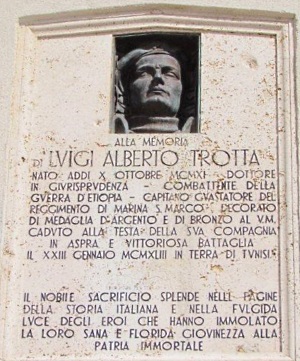 ALLA MEMORIA
DI LVIGI ALBERTO TROTTA
NATO ADDI X OTTOBRE MCMXI - DOTTORE
IN GIVRISPRVDENZA - COMBATTENTE DELLA
GVERRA D'ETIOPIA - CAPITANO GVASTATORE DEL
REGGIMENTO DI MARINA S. MARCO - DECORATO
DI MEDAGLIA D'ARGENTO E DI BRONZO AL V.M.
CADVTO ALLA TESTA DELLA SVA COMPAGNIA
IN ASPRA E VITTORIOSA BATTAGLIA
IL XXIII GENNAIO MCMXLIII IN TERRA DI TVNISI
IL NOBILE SACRIFICIO SPLENDE NELLE PAGINE
DELLA STORIA ITALIANA E NELLA FVLGIDA
LVCE DEGLI EROI CHE HANNO IMMOLATO
LA LORO SANA E FLORIDA GIOVINEZZA ALLA
PATRIA IMMORTALE